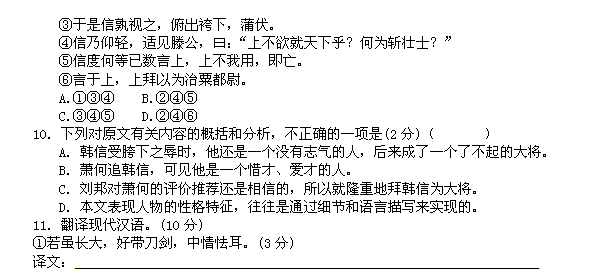 ③于是信孰视之，俯出袴下，蒲伏。
④信乃仰轻，适见滕公，曰：“上不欲就天下乎？何为斩壮士？”
⑤信度何等已数言上，上不我用，即亡。
⑥言于上，上拜以为治粟都尉。
A.①③④ B.②④⑤
C.③④⑤ D.②④⑥
10．下列对原文有关内容的概括和分析，不正确的一项是(2 分) ( )
A．韩信受胯下之辱时，他还是一个没有志气的人，后来成了一个了不起的大将。
B．萧何追韩信，可见他是一个惜才、爱才的人。
C．刘邦对萧何的评价推荐还是相信的，所以就隆重地拜韩信为大将。
D．本文表现人物的性格特征，往往是通过细节和语言描写来实现的。
11．翻译现代汉语。(10 分)
①若虽长大，好带刀剑，中情怯耳。(3 分)
译文：